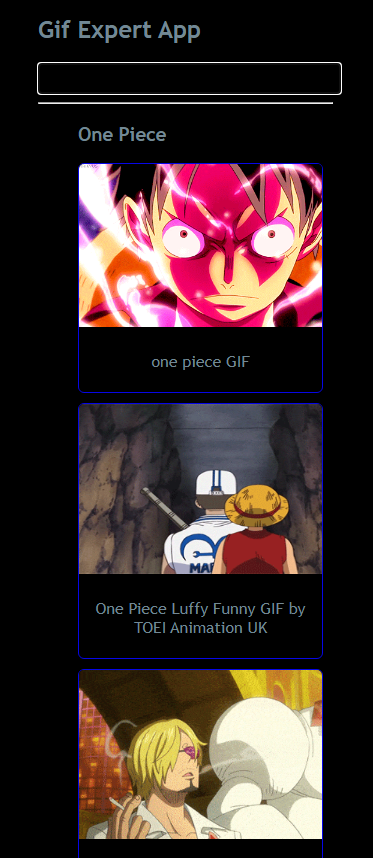 Gif Expert App
One Piece
one piece GIF
One Piece Luffy Funny GIF by
TOEI Animation UK